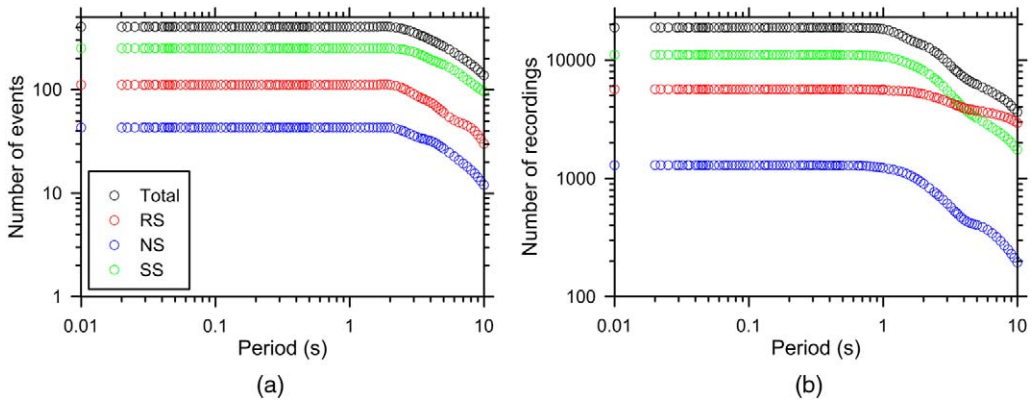 Number of events
100
10
1
Total
RS
NS
SS
0.01
0.1
1
10
Period (s)
(a)
Number of recordings
10000
1000
100
0.01
0.1
1
10
Period (s)
(b)